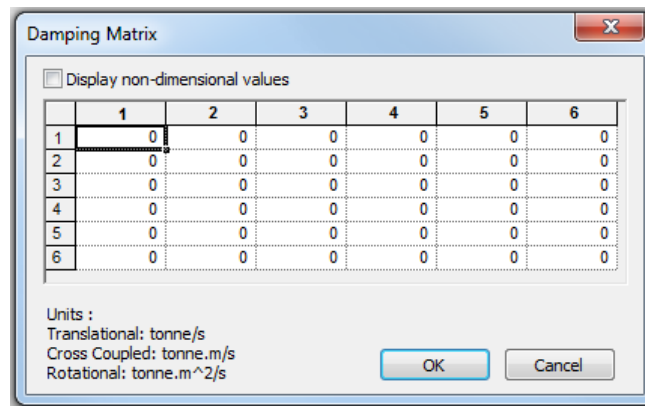 Damping Matrix
Display non-dimensional values
1 2 3 4 5 6
1 0 0 0 0 0 0
2 0 0 0 0 0 0
3 0 0 0 0 0 0
4 0 0 0 0 0 0
5 0 0 0 0 0 0
6 0 0 0 0 0 0
Units :
Translational: tonne/s
Cross Coupled: tonne.m/s
Rotational: tonne.m^2/s
OK Cancel